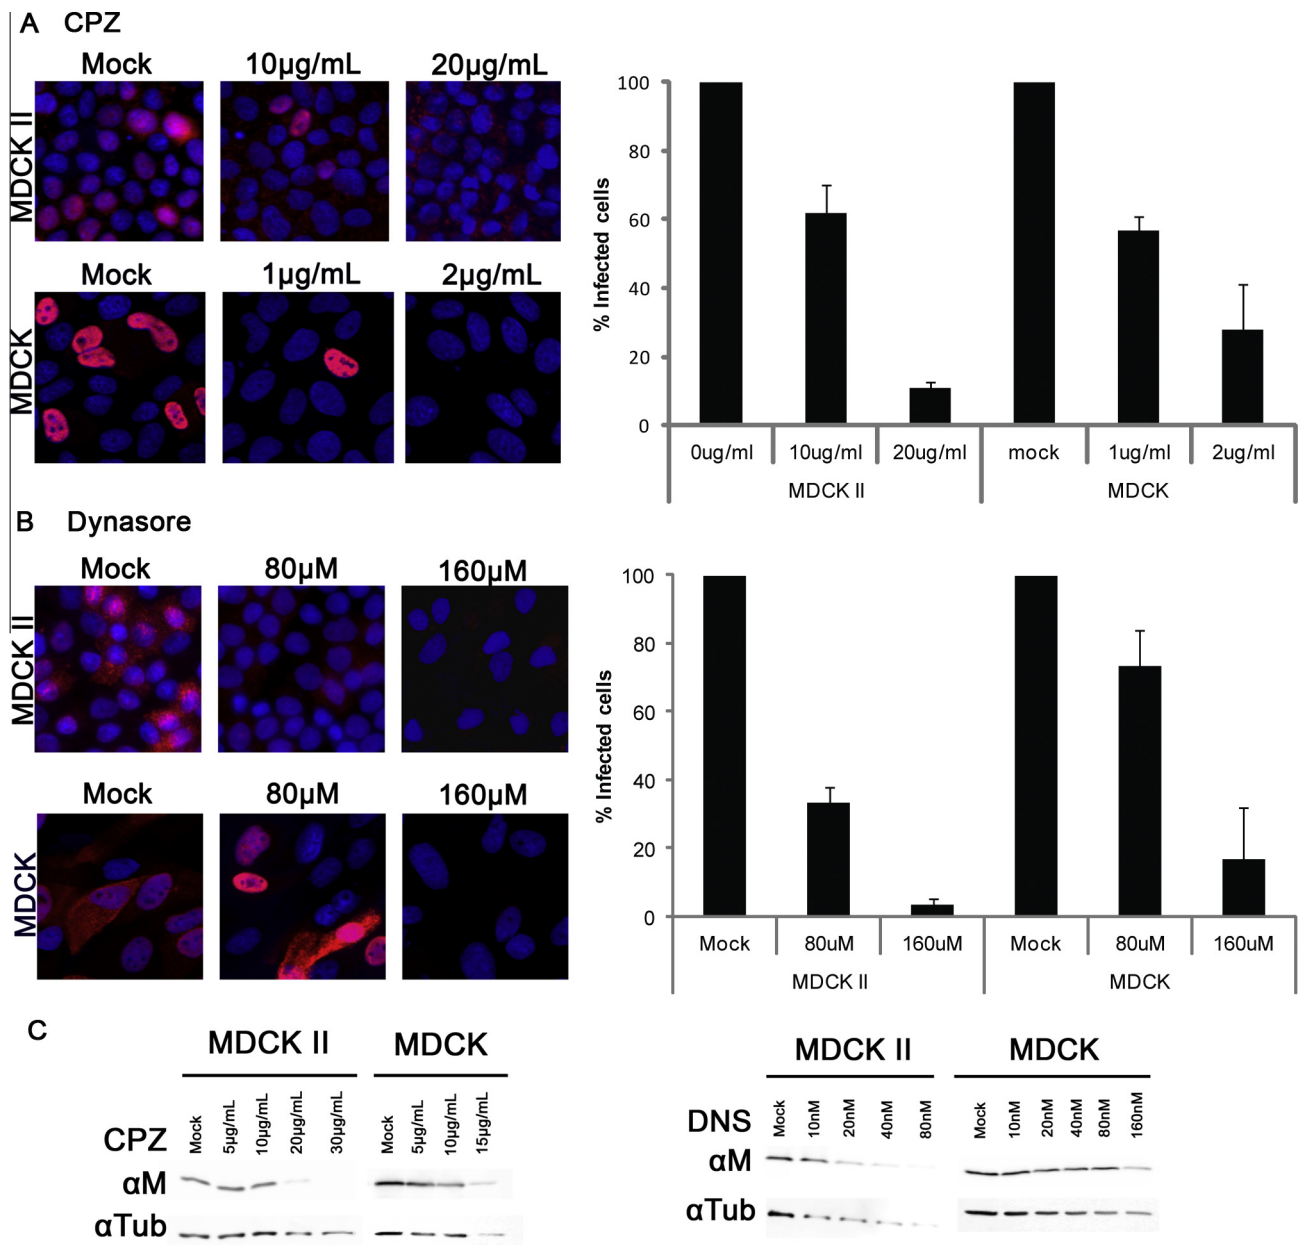 A CPZ
Mock 10µg/mL 20µg/mL
MDCK II
Mock 1µg/mL 2µg/mL
MDCK
% Infected cells
100
80
60
40
20
0
0ug/ml 10ug/ml 20ug/ml mock 1ug/ml 2ug/ml
MDCK II MDCK
B Dynasore
Mock 80µM 160µM
MDCK II
Mock 80µM 160µM
MDCK
% Infected cells
100
80
60
40
20
0
Mock 80uM 160uM Mock 80uM 160uM
MDCK II MDCK
C
MDCK II MDCK
CPZ Mock 5µg/mL 10µg/mL 20µg/mL 30µg/mL Mock 5µg/mL 10µg/mL 15µg/mL
αM
αTub
MDCK II MDCK
DNS Mock 10nM 20nM 40nM 80nM Mock 10nM 20nM 40nM 80nM 160nM
αM
αTub